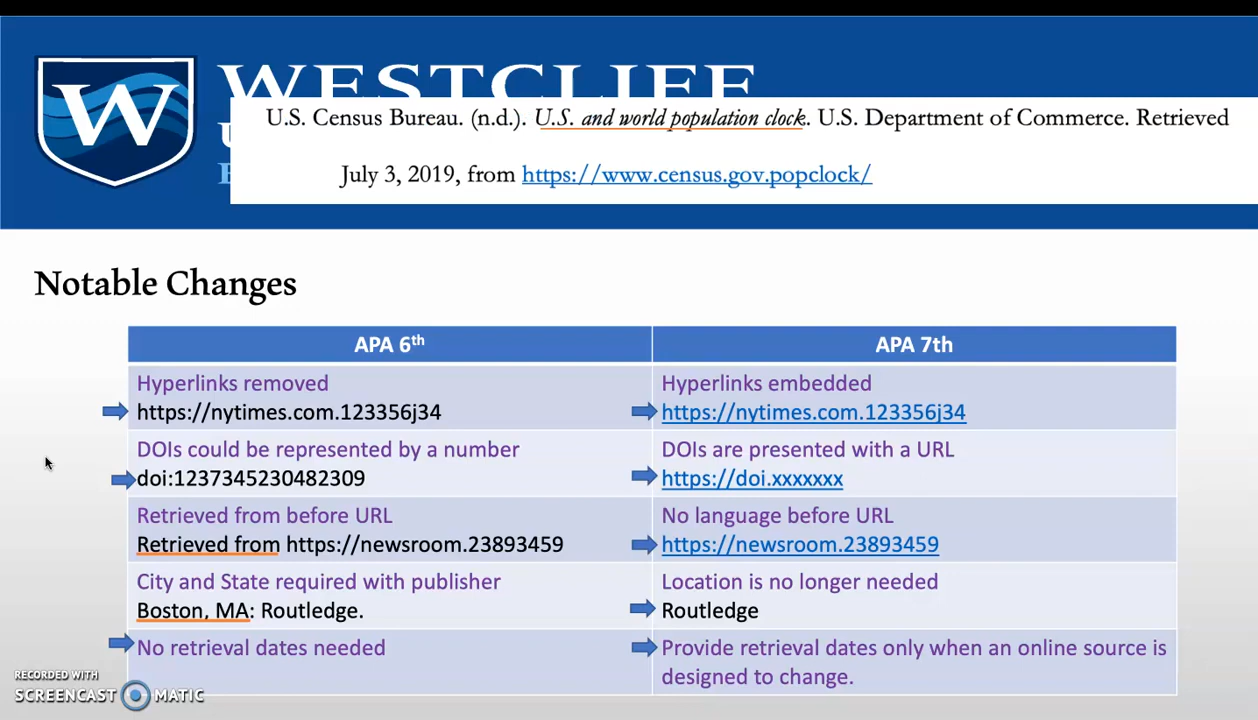 W
WESTCLIFF
U.S. Census Bureau. (n.d.). U.S. and world population clock. U.S. Department of Commerce. Retrieved
July 3, 2019, from https://www.census.gov.popclock/
Notable Changes
APA 6th
APA 7th
Hyperlinks removed
https://nytimes.com.123356j34
Hyperlinks embedded
https://nytimes.com.123356j34
DOIs could be represented by a number
doi:1237345230482309
DOIs are presented with a URL
https://doi.xxxxxxx
Retrieved from before URL
Retrieved from https://newsroom.23893459
No language before URL
https://newsroom.23893459
City and State required with publisher
Boston, MA: Routledge.
Location is no longer needed
Routledge
No retrieval dates needed
Provide retrieval dates only when an online source is
designed to change.
RECORDED WITH
SCREENCAST MATIC